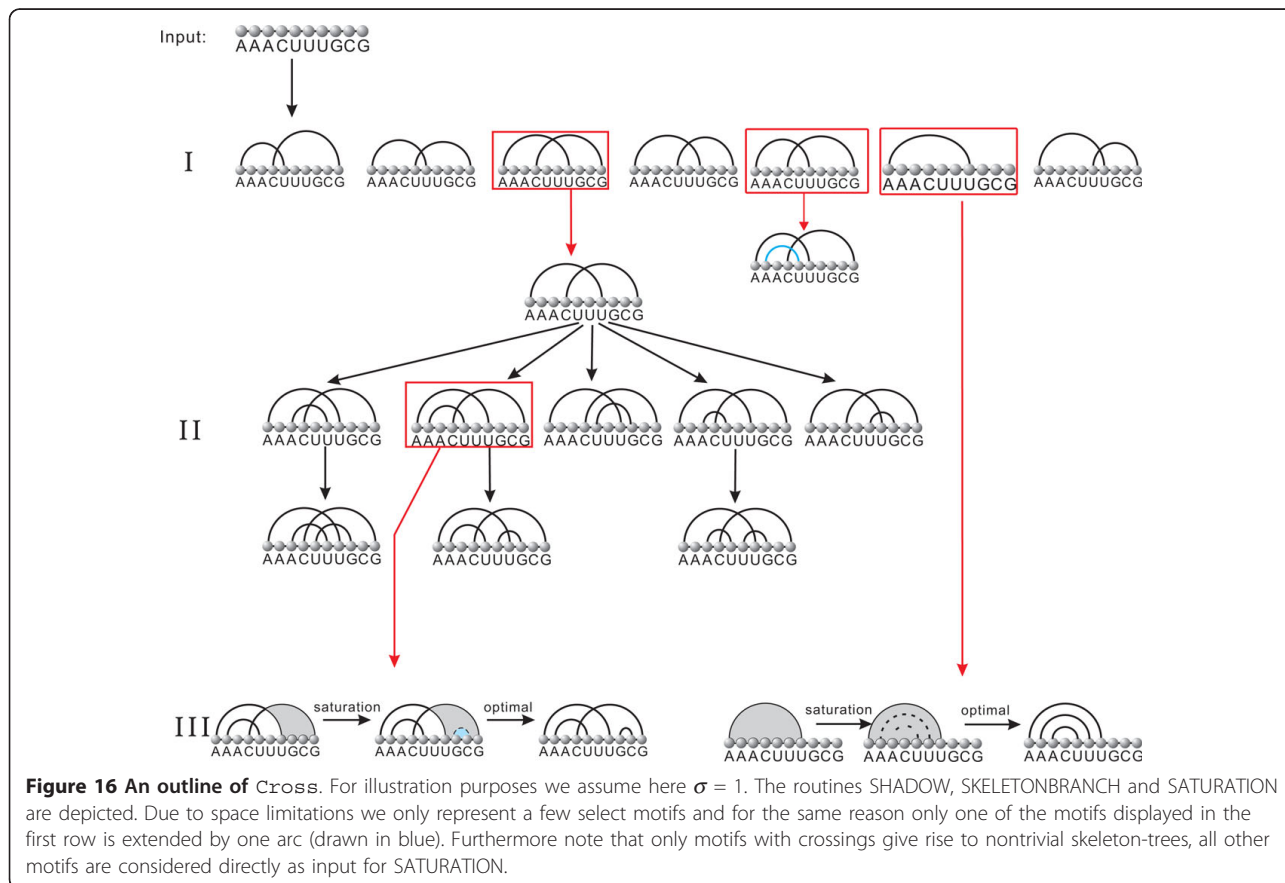 Input:
AAACUUUGCG
I
AAACUUUGCG AAACUUUGCG AAACUUUGCG AAACUUUGCG AAACUUUGCG AAACUUUGCG AAACUUUGCG
AAACUUUGCG
AAACUUUGCG
II
AAACUUUGCG AAACUUUGCG AAACUUUGCG AAACUUUGCG AAACUUUGCG
AAACUUUGCG AAACUUUGCG AAACUUUGCG
III
saturation optimal saturation optimal
AAACUUUGCG AAACUUUGCG AAACUUUGCG AAACUUUGCG AAACUUUGCG AAACUUUGCG
Figure 16 An outline of Cross. For illustration purposes we assume here σ = 1. The routines SHADOW, SKELETONBRANCH and SATURATION
are depicted. Due to space limitations we only represent a few select motifs and for the same reason only one of the motifs displayed in the
first row is extended by one arc (drawn in blue). Furthermore note that only motifs with crossings give rise to nontrivial skeleton-trees, all other
motifs are considered directly as input for SATURATION.